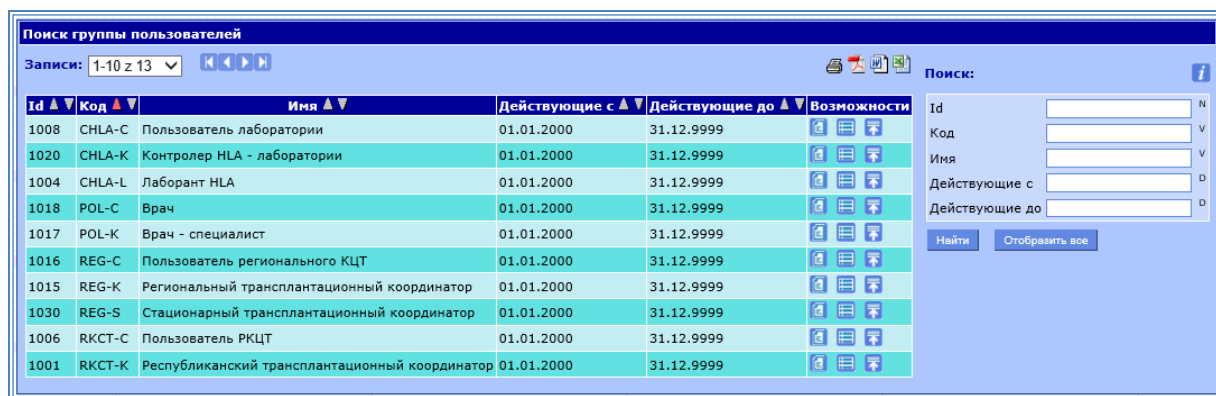 Поиск группы пользователей
Записи: 1-10 z 13
Id Код Имя Действующие с Действующие до Возможности
1008 CHLA-C Пользователь лаборатории 01.01.2000 31.12.9999
1020 CHLA-K Контролер HLA - лаборатории 01.01.2000 31.12.9999
1004 CHLA-L Лаборант HLA 01.01.2000 31.12.9999
1018 POL-C Врач 01.01.2000 31.12.9999
1017 POL-K Врач - специалист 01.01.2000 31.12.9999
1016 REG-C Пользователь регионального КЦТ 01.01.2000 31.12.9999
1015 REG-K Региональный трансплантационный координатор 01.01.2000 31.12.9999
1030 REG-S Стационарный трансплантационный координатор 01.01.2000 31.12.9999
1006 RKCT-C Пользователь РКЦТ 01.01.2000 31.12.9999
1001 RKCT-K Республиканский трансплантационный координатор 01.01.2000 31.12.9999
Поиск:
Id N
Код V
Имя V
Действующие с D
Действующие до D
Найти Отобразить все